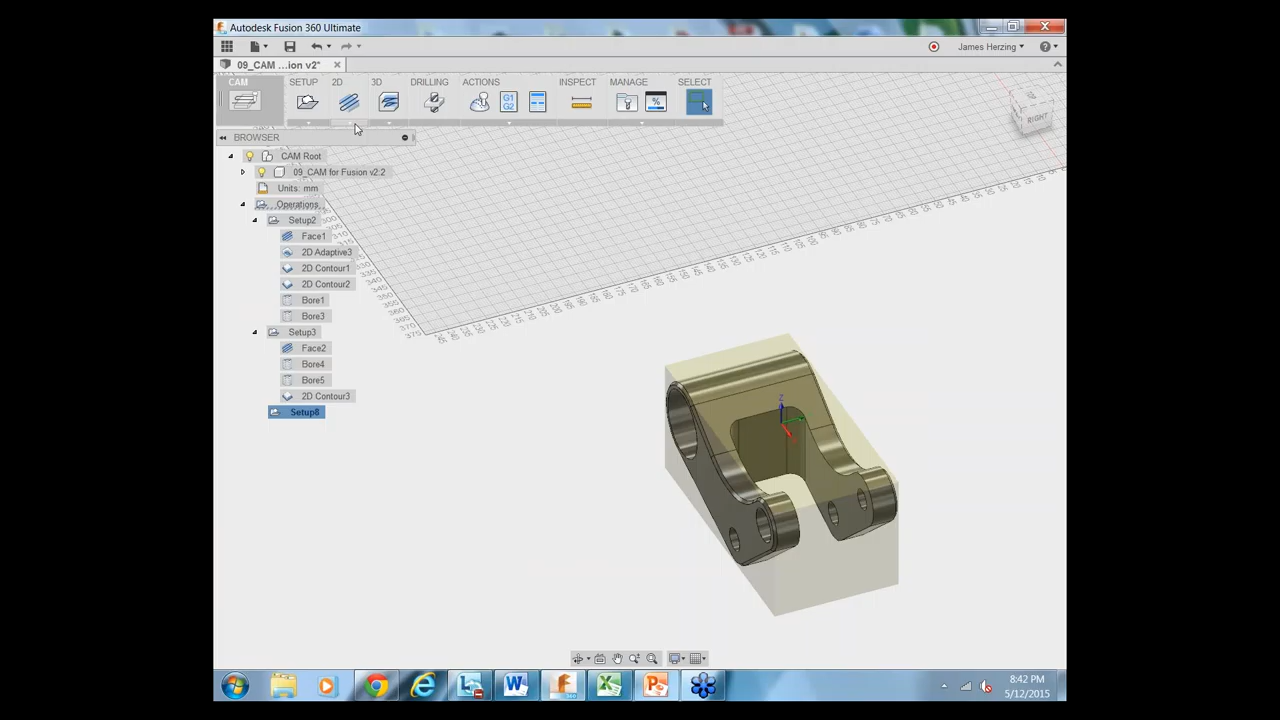 Autodesk Fusion 360 Ultimate
James Herzing
09_CAM ...ion v2*
CAM
SETUP 2D 3D DRILLING ACTIONS INSPECT MANAGE SELECT
G1
G2
%
RIGHT
BROWSER
CAM Root
09_CAM for Fusion v2.2
Units: mm
Operations
Setup2
Face1
2D Adaptive3
2D Contour1
2D Contour2
Bore1
Bore3
Setup3
Face2
Bore4
Bore5
2D Contour3
Setup8
Z
8:42 PM
5/12/2015